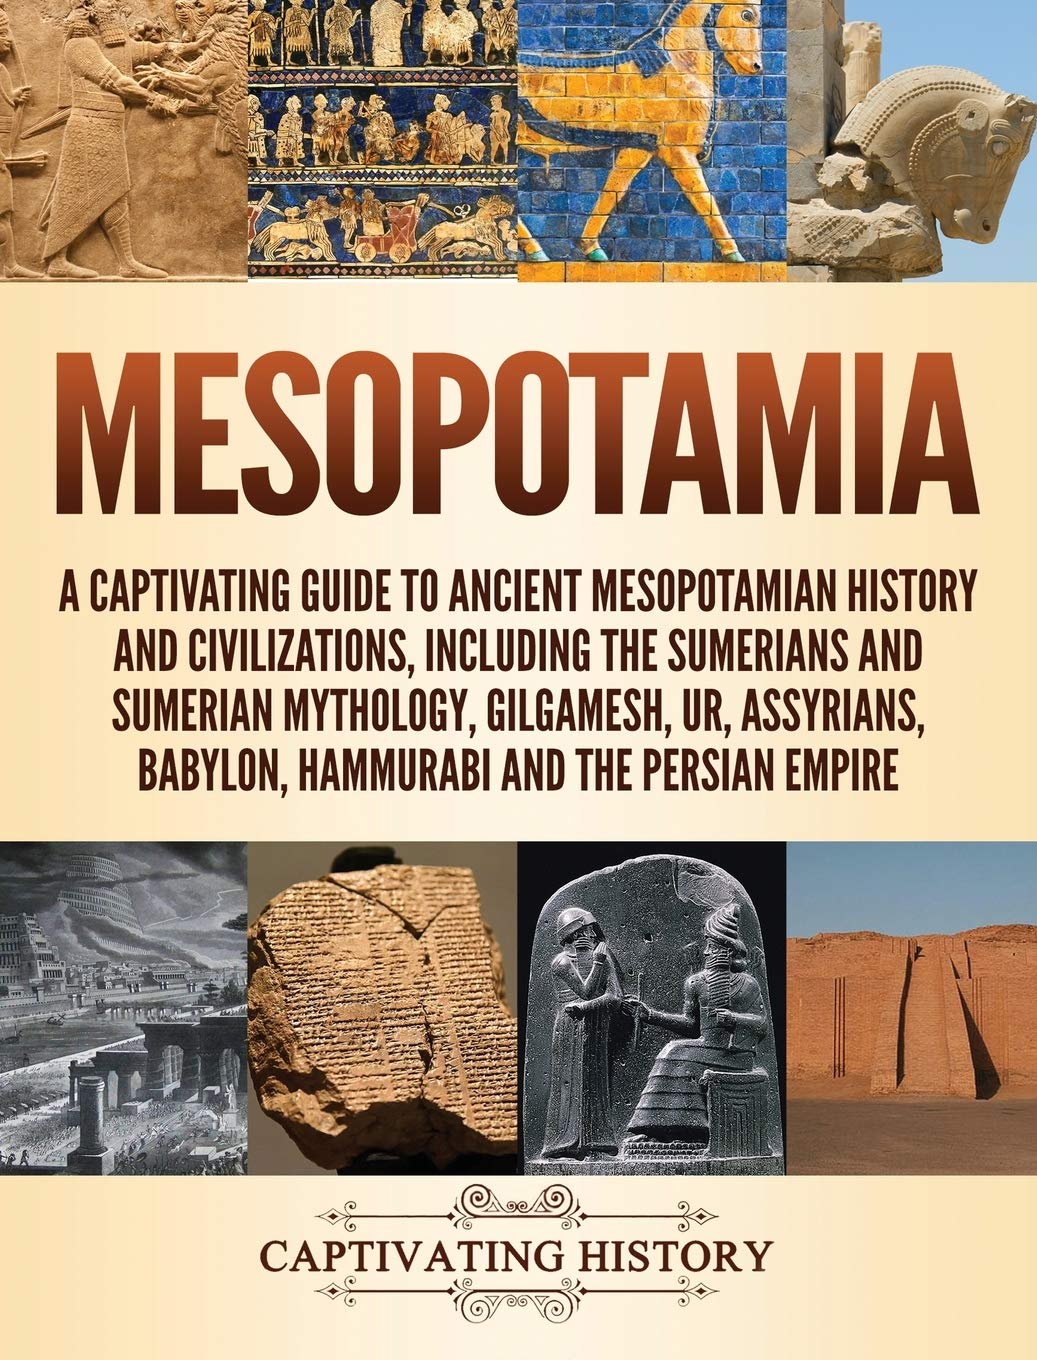 MESOPOTAMIA
A CAPTIVATING GUIDE TO ANCIENT MESOPOTAMIAN HISTORY
AND CIVILIZATIONS, INCLUDING THE SUMERIANS AND
SUMERIAN MYTHOLOGY, GILGAMESH, UR, ASSYRIANS,
BABYLON, HAMMURABI AND THE PERSIAN EMPIRE
CAPTIVATING HISTORY